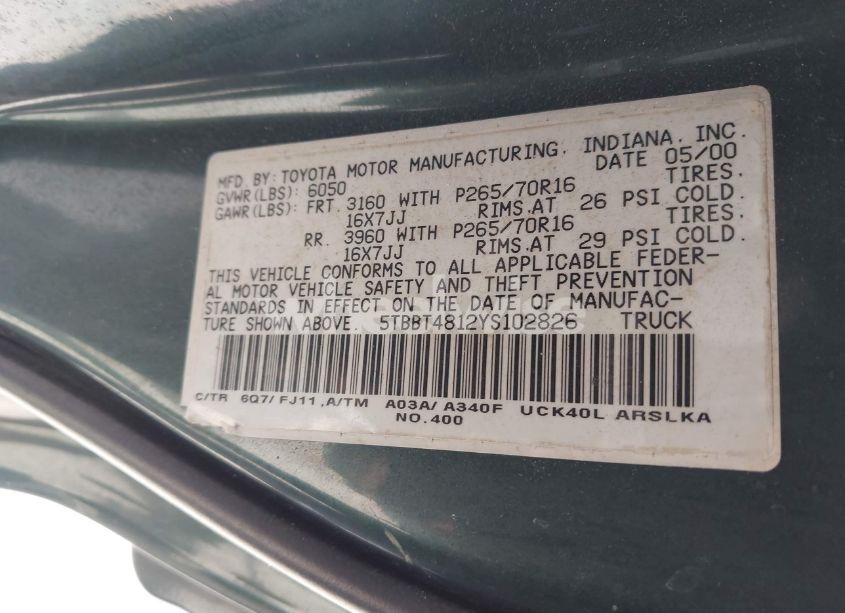 MFD. BY: TOYOTA MOTOR MANUFACTURING, INDIANA, INC.
GVWR(LBS): 6050 DATE 05/00
GAWR(LBS): FRT. 3160 WITH P265/70R16 TIRES.
16X7JJ RIMS.AT 26 PSI COLD.
RR. 3960 WITH P265/70R16 TIRES.
16X7JJ RIMS.AT 29 PSI COLD.
THIS VEHICLE CONFORMS TO ALL APPLICABLE FEDER-
AL MOTOR VEHICLE SAFETY AND THEFT PREVENTION
STANDARDS IN EFFECT ON THE DATE OF MANUFAC-
TURE SHOWN ABOVE. 5TBBT4812YS102826 TRUCK
C/TR 6Q7/FJ11,A/TM A03A/A340F UCK40L ARSLKA
NO.400